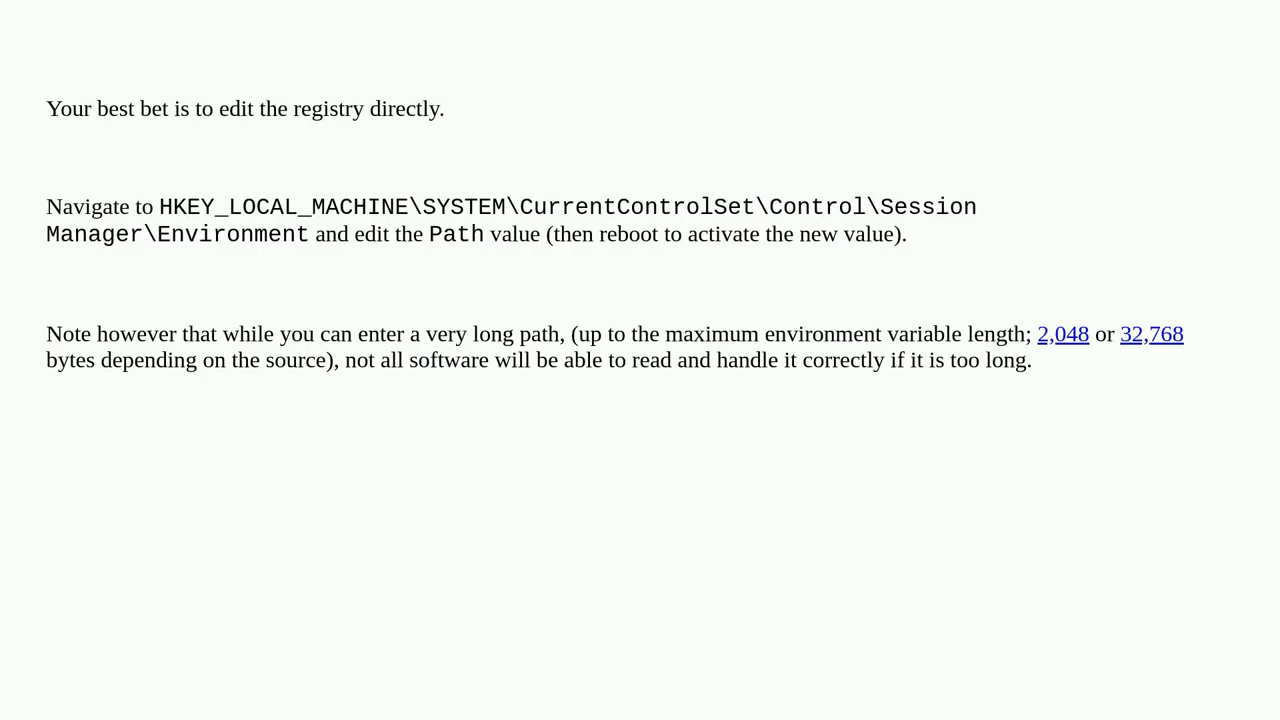 Your best bet is to edit the registry directly.
Navigate to HKEY_LOCAL_MACHINE\SYSTEM\CurrentControlSet\Control\Session
Manager\Environment and edit the Path value (then reboot to activate the new value).
Note however that while you can enter a very long path, (up to the maximum environment variable length; 2,048 or 32,768
bytes depending on the source), not all software will be able to read and handle it correctly if it is too long.